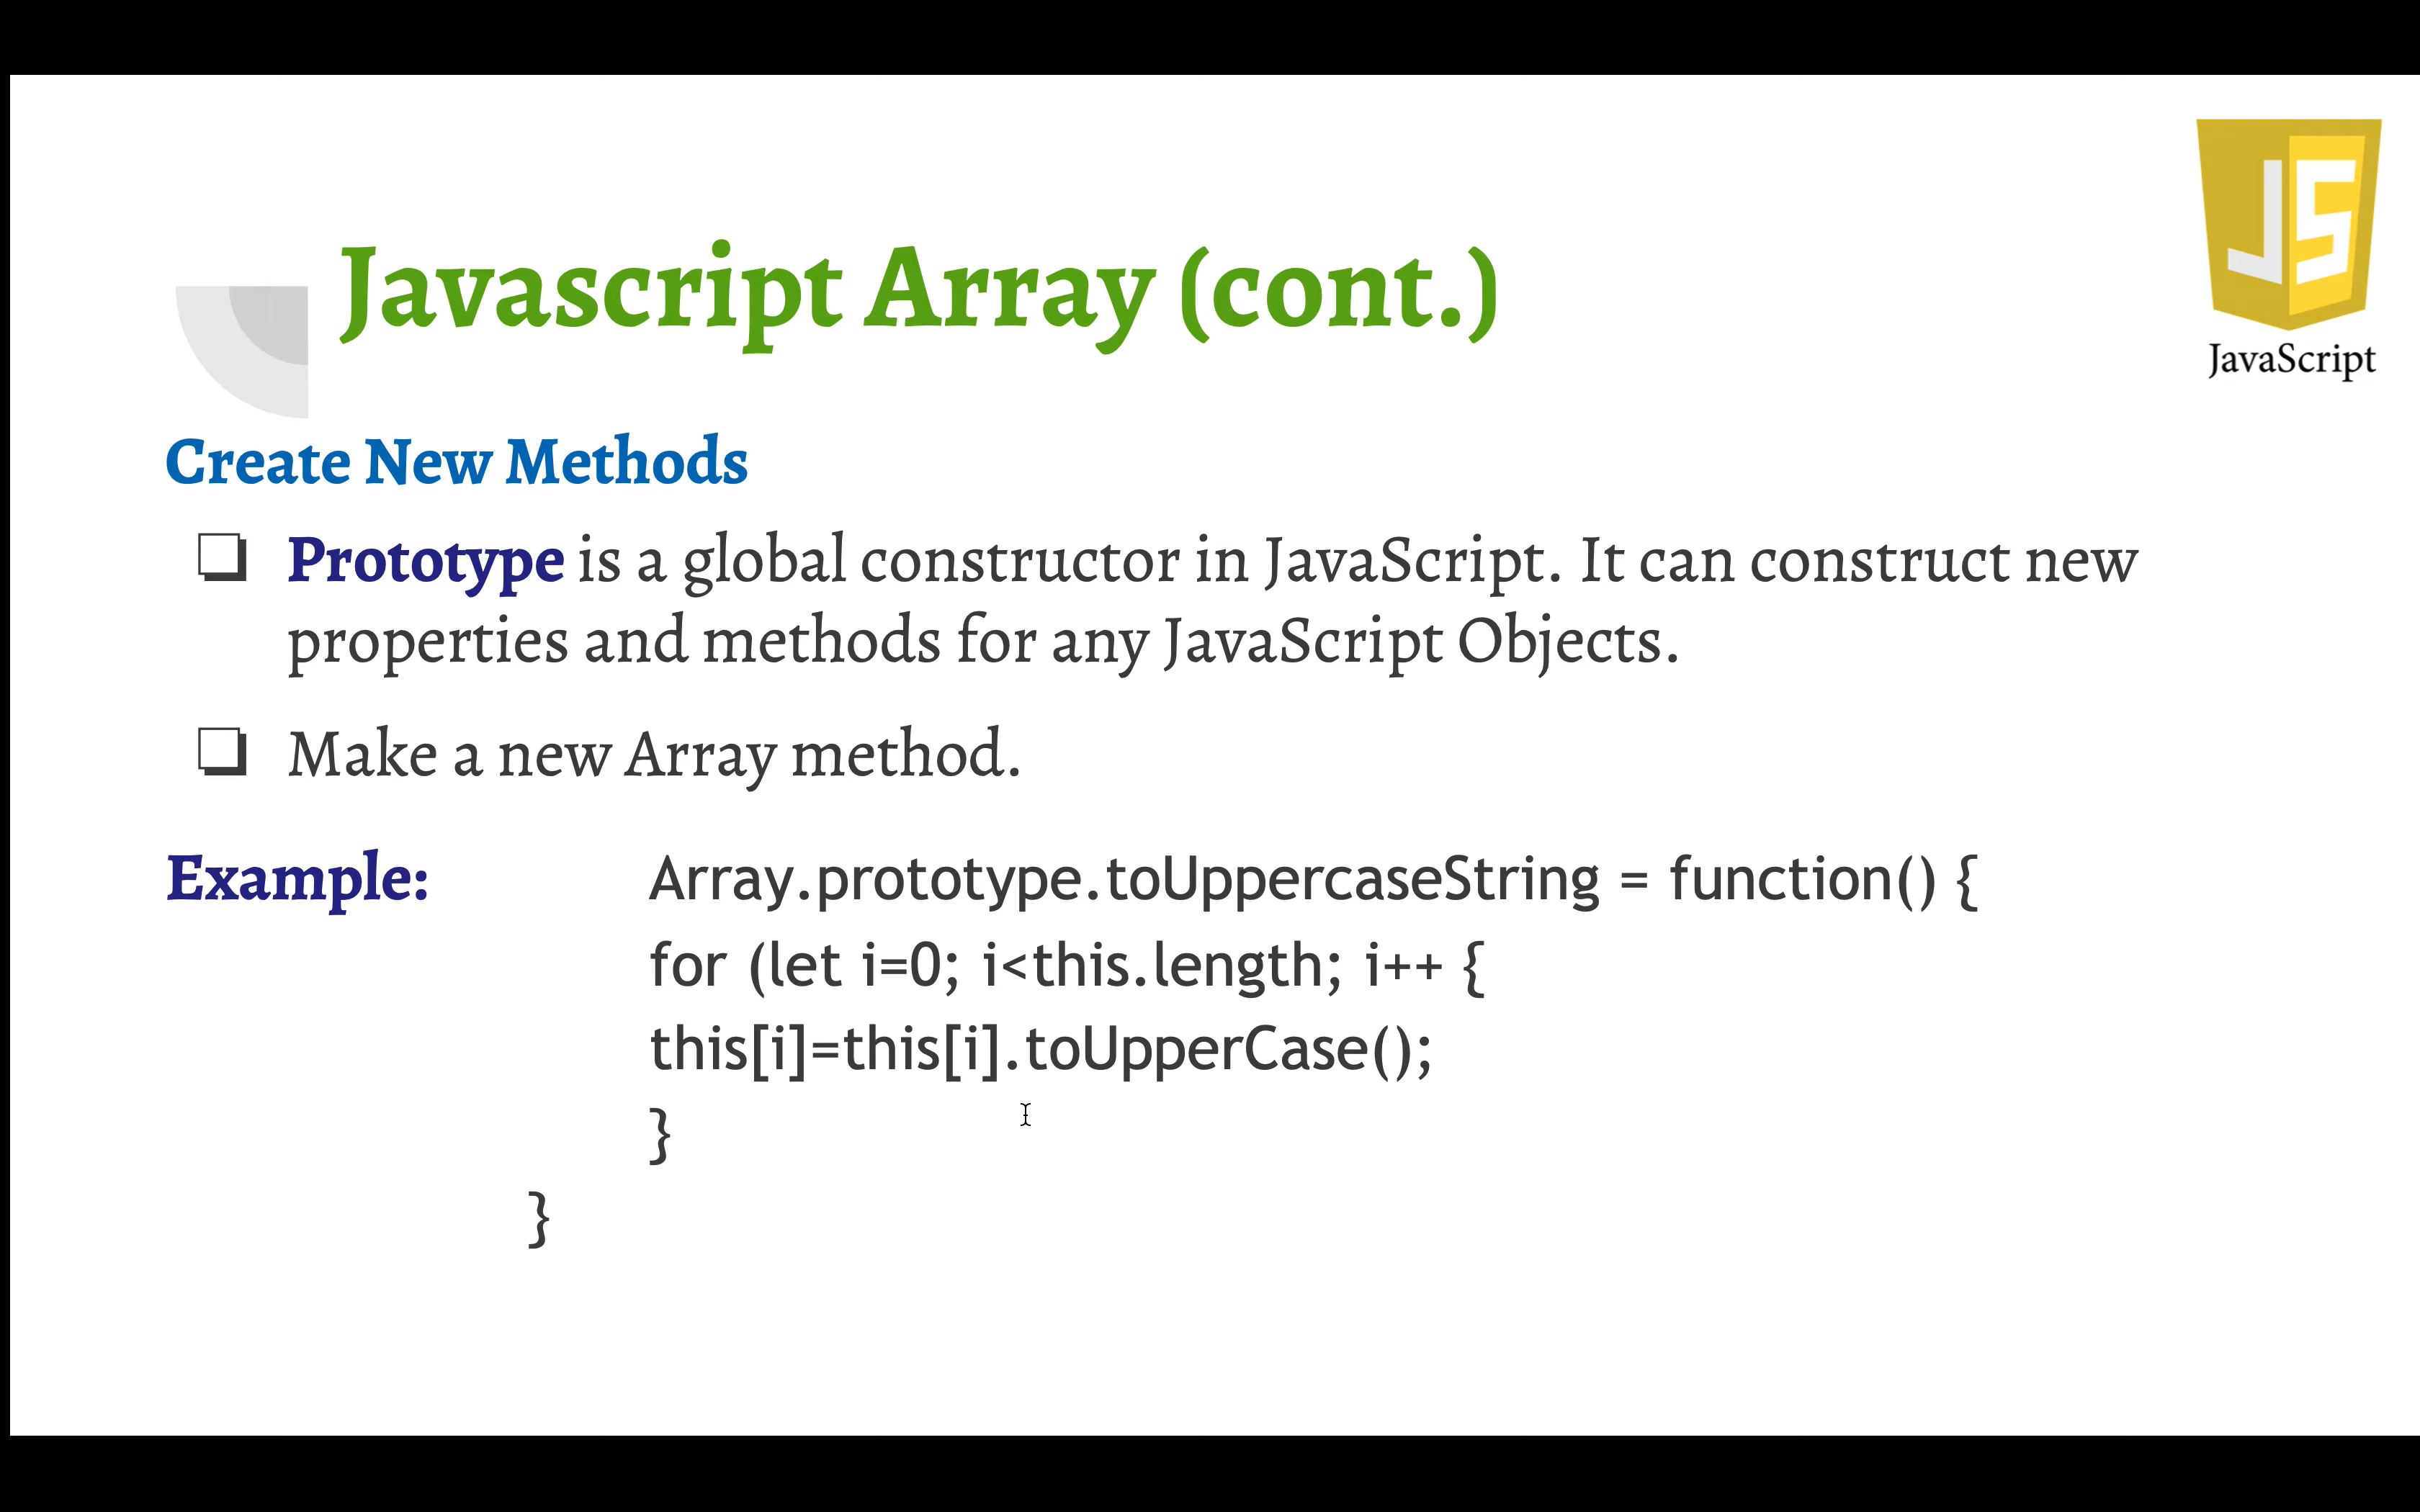 JS
JavaScript
Javascript Array (cont.)
Create New Methods
Prototype is a global constructor in JavaScript. It can construct new
properties and methods for any JavaScript Objects.
Make a new Array method.
Example: Array.prototype.toUppercaseString = function() {
for (let i=0; i<this.length; i++ {
this[i]=this[i].toUpperCase();
}
}